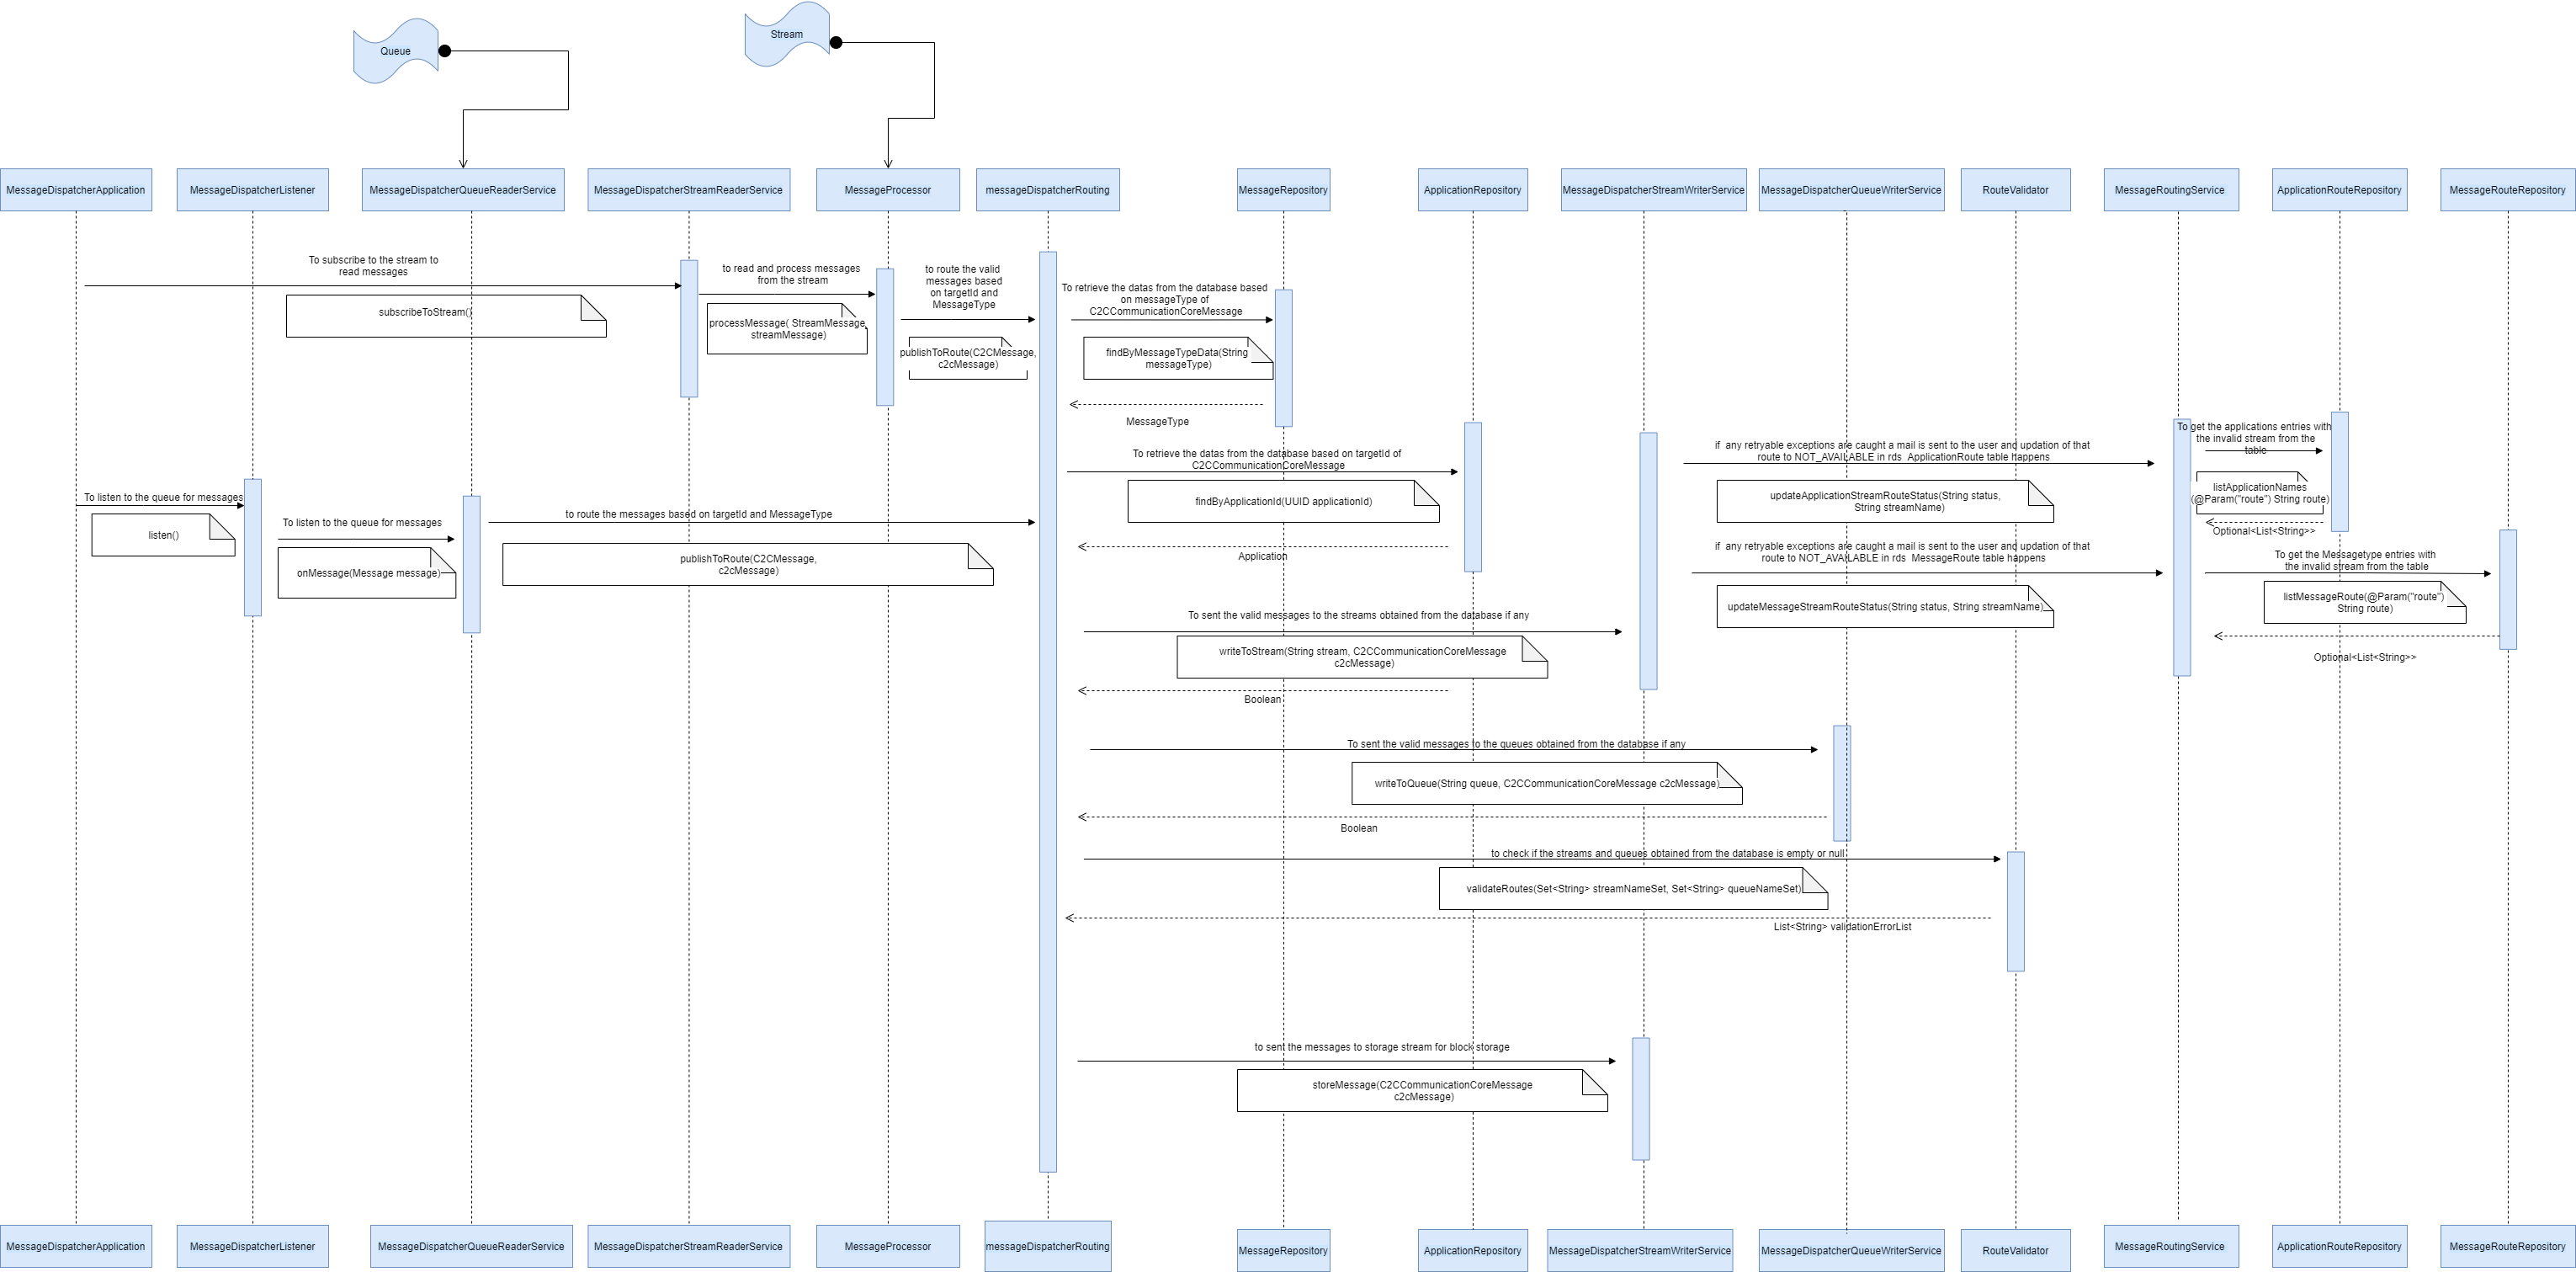 Queue
Stream
MessageDispatcherApplication
MessageDispatcherListener
MessageDispatcherQueueReaderService
MessageDispatcherStreamReaderService
MessageProcessor
messageDispatcherRouting
MessageRepository
ApplicationRepository
MessageDispatcherStreamWriterService
MessageDispatcherQueueWriterService
RouteValidator
MessageRoutingService
ApplicationRouteRepository
MessageRouteRepository
To subscribe to the stream to
read messages
subscribeToStream()
to read and process messages
from the stream
processMessage( StreamMessage
streamMessage)
to route the valid
messages based
on targetId and
MessageType
publishToRoute(C2CMessage,
c2cMessage)
To retrieve the datas from the database based
on messageType of
C2CCommunicationCoreMessage
findByMessageTypeData(String
messageType)
MessageType
To retrieve the datas from the database based on targetId of
C2CCommunicationCoreMessage
findByApplicationId(UUID applicationId)
Application
if any retryable exceptions are caught a mail is sent to the user and updation of that
route to NOT_AVAILABLE in rds ApplicationRoute table happens
updateApplicationStreamRouteStatus(String status,
String streamName)
To get the applications entries with
the invalid stream from the
table
listApplicationNames
(@Param("route") String route)
Optional<List<String>>
To listen to the queue for messages
listen()
To listen to the queue for messages
onMessage(Message message)
to route the messages based on targetId and MessageType
publishToRoute(C2CMessage,
c2cMessage)
if any retryable exceptions are caught a mail is sent to the user and updation of that
route to NOT_AVAILABLE in rds MessageRoute table happens
updateMessageStreamRouteStatus(String status, String streamName)
To get the Messagetype entries with
the invalid stream from the table
listMessageRoute(@Param("route")
String route)
Optional<List<String>>
To sent the valid messages to the streams obtained from the database if any
writeToStream(String stream, C2CCommunicationCoreMessage
c2cMessage)
Boolean
To sent the valid messages to the queues obtained from the database if any
writeToQueue(String queue, C2CCommunicationCoreMessage c2cMessage)
Boolean
to check if the streams and queues obtained from the database is empty or null
validateRoutes(Set<String> streamNameSet, Set<String> queueNameSet)
List<String> validationErrorList
to sent the messages to storage stream for block storage
storeMessage(C2CCommunicationCoreMessage
c2cMessage)
MessageDispatcherApplication
MessageDispatcherListener
MessageDispatcherQueueReaderService
MessageDispatcherStreamReaderService
MessageProcessor
messageDispatcherRouting
MessageRepository
ApplicationRepository
MessageDispatcherStreamWriterService
MessageDispatcherQueueWriterService
RouteValidator
MessageRoutingService
ApplicationRouteRepository
MessageRouteRepository